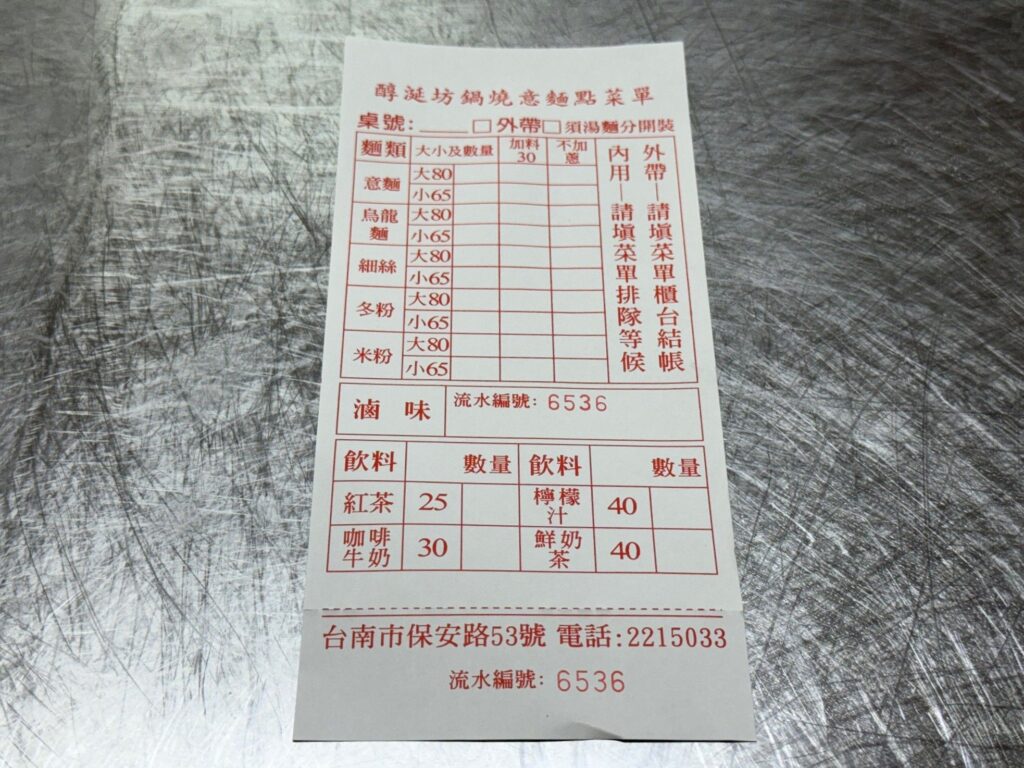 醇涎坊鍋燒意麵點菜單
桌號:____ □外帶□ 須湯麵分開裝
麵類 大小及數量 加料30 不加蔥
意麵 大80
小65
烏龍麵 大80
小65
細絲 大80
小65
冬粉 大80
小65
米粉 大80
小65
外帶—請填菜單櫃台結帳
內用—請填菜單排隊等候
滷味 流水編號: 6536
飲料 數量 飲料 數量
紅茶 25 檸檬汁 40
咖啡牛奶 30 鮮奶茶 40
台南市保安路53號 電話:2215033
流水編號: 6536